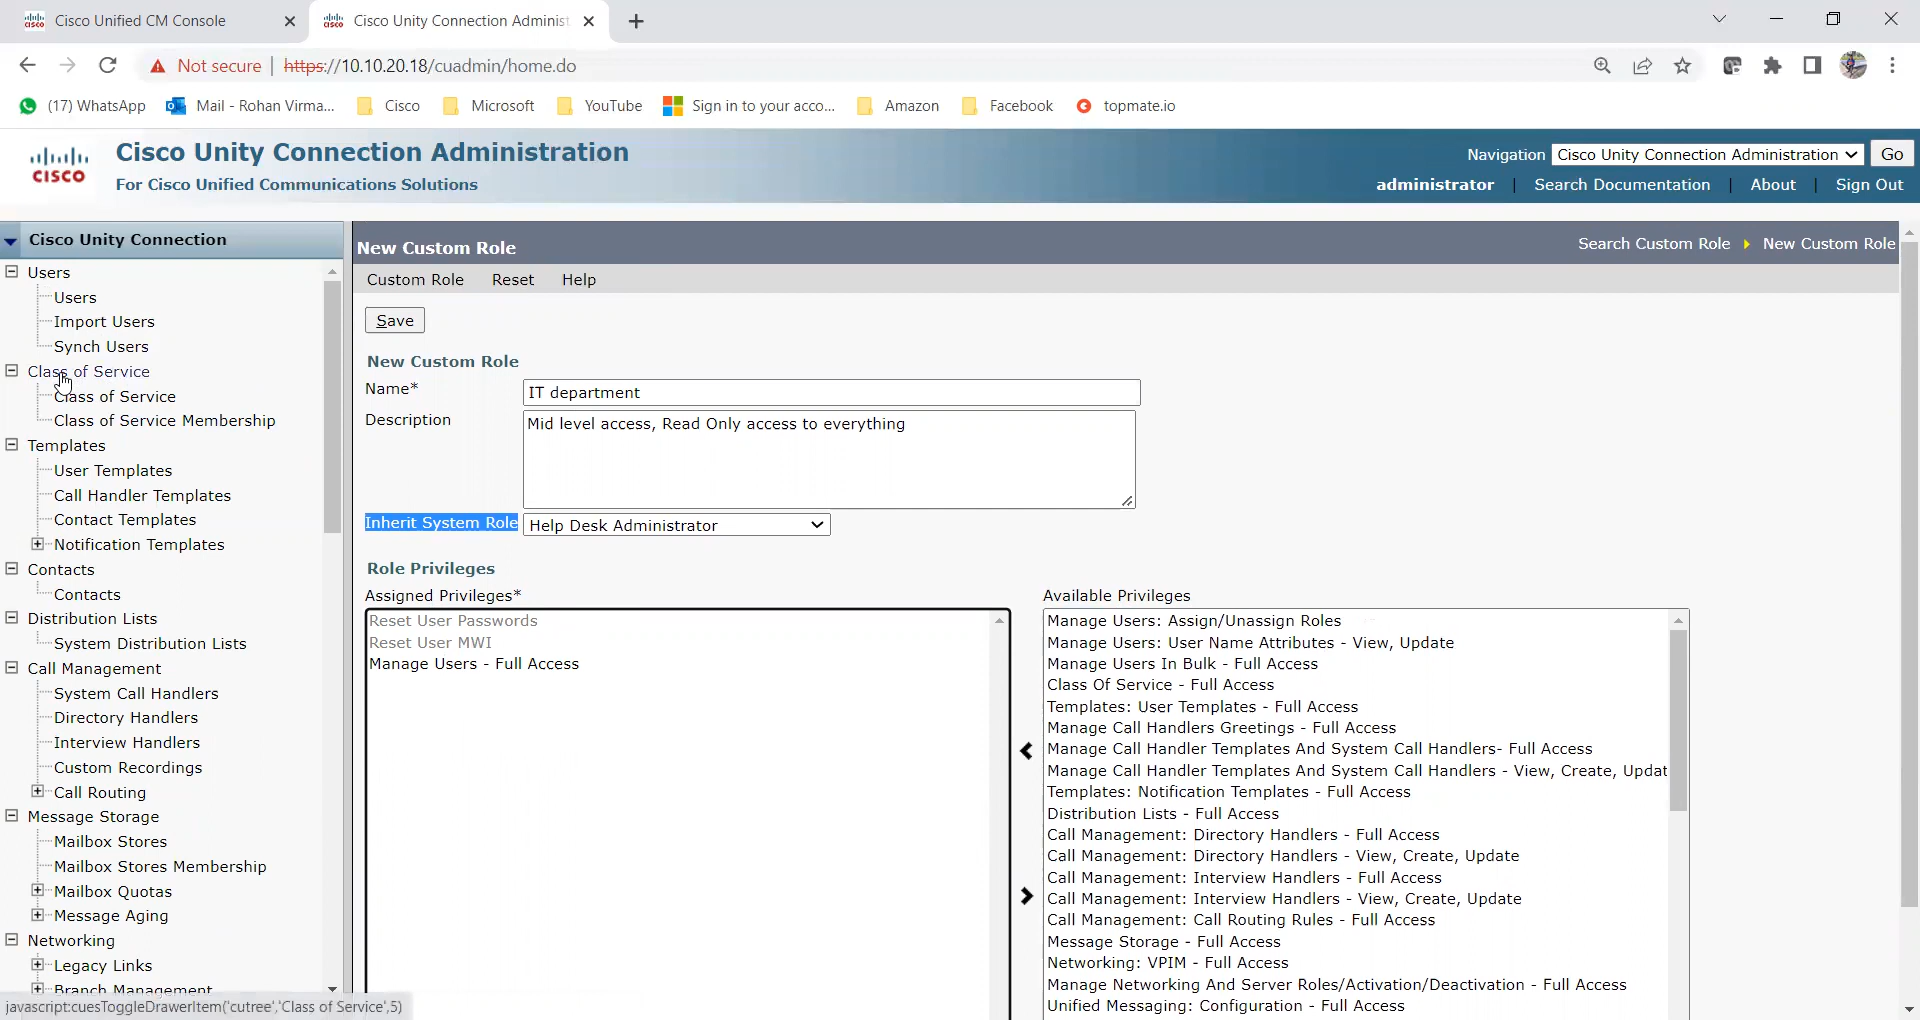 Cisco Unified CM Console
Cisco Unity Connection Administ
Not secure https://10.10.20.18/cuadmin/home.do
(17) WhatsApp Mail - Rohan Virma... Cisco Microsoft YouTube Sign in to your acco... Amazon Facebook topmate.io
CISCO
Cisco Unity Connection Administration
For Cisco Unified Communications Solutions
Navigation Cisco Unity Connection Administration Go
administrator | Search Documentation | About | Sign Out
Cisco Unity Connection
Users
Users
Import Users
Synch Users
Class of Service
Class of Service
Class of Service Membership
Templates
User Templates
Call Handler Templates
Contact Templates
Notification Templates
Contacts
Contacts
Distribution Lists
System Distribution Lists
Call Management
System Call Handlers
Directory Handlers
Interview Handlers
Custom Recordings
Call Routing
Message Storage
Mailbox Stores
Mailbox Stores Membership
Mailbox Quotas
Message Aging
Networking
Legacy Links
Branch Management
javascript:cuesToggleDrawerItem('cutree','Class of Service',5)
New Custom Role
Search Custom Role New Custom Role
Custom Role Reset Help
Save
New Custom Role
Name* IT department
Description Mid level access, Read Only access to everything
Inherit System Role Help Desk Administrator
Role Privileges
Assigned Privileges*
Reset User Passwords
Reset User MWI
Manage Users - Full Access
Available Privileges
Manage Users: Assign/Unassign Roles
Manage Users: User Name Attributes - View, Update
Manage Users In Bulk - Full Access
Class Of Service - Full Access
Templates: User Templates - Full Access
Manage Call Handlers Greetings - Full Access
Manage Call Handler Templates And System Call Handlers- Full Access
Manage Call Handler Templates And System Call Handlers - View, Create, Updat
Templates: Notification Templates - Full Access
Distribution Lists - Full Access
Call Management: Directory Handlers - Full Access
Call Management: Directory Handlers - View, Create, Update
Call Management: Interview Handlers - Full Access
Call Management: Interview Handlers - View, Create, Update
Call Management: Call Routing Rules - Full Access
Message Storage - Full Access
Networking: VPIM - Full Access
Manage Networking And Server Roles/Activation/Deactivation - Full Access
Unified Messaging: Configuration - Full Access